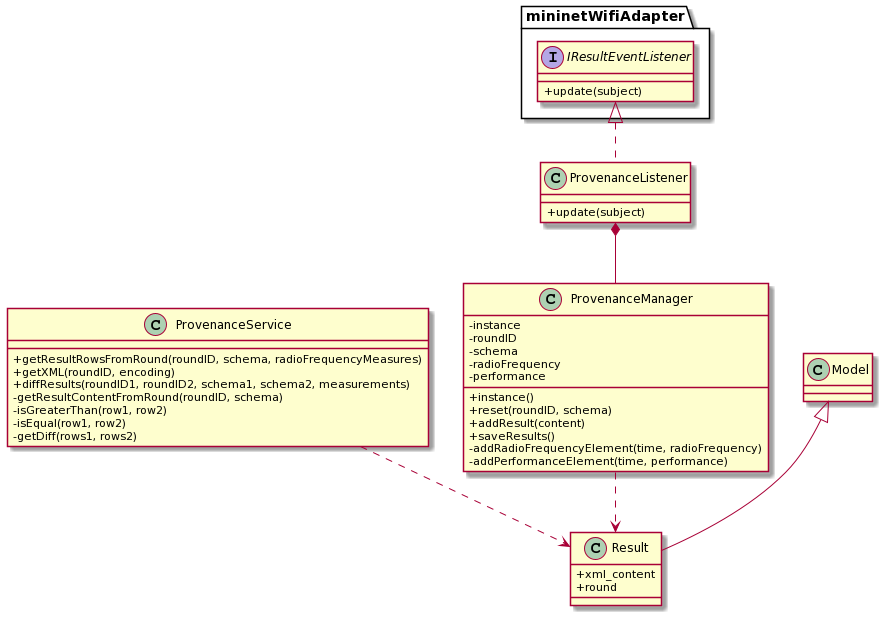 mininetWifiAdapter
I IResultEventListener
+update(subject)
C ProvenanceListener
+update(subject)
C ProvenanceService
+getResultRowsFromRound(roundID, schema, radioFrequencyMeasures)
+getXML(roundID, encoding)
+diffResults(roundID1, roundID2, schema1, schema2, measurements)
-getResultContentFromRound(roundID, schema)
-isGreaterThan(row1, row2)
-isEqual(row1, row2)
-getDiff(rows1, rows2)
C ProvenanceManager
-instance
-roundID
-schema
-radioFrequency
-performance
+instance()
+reset(roundID, schema)
+addResult(content)
+saveResults()
-addRadioFrequencyElement(time, radioFrequency)
-addPerformanceElement(time, performance)
C Model
C Result
+xml_content
+round